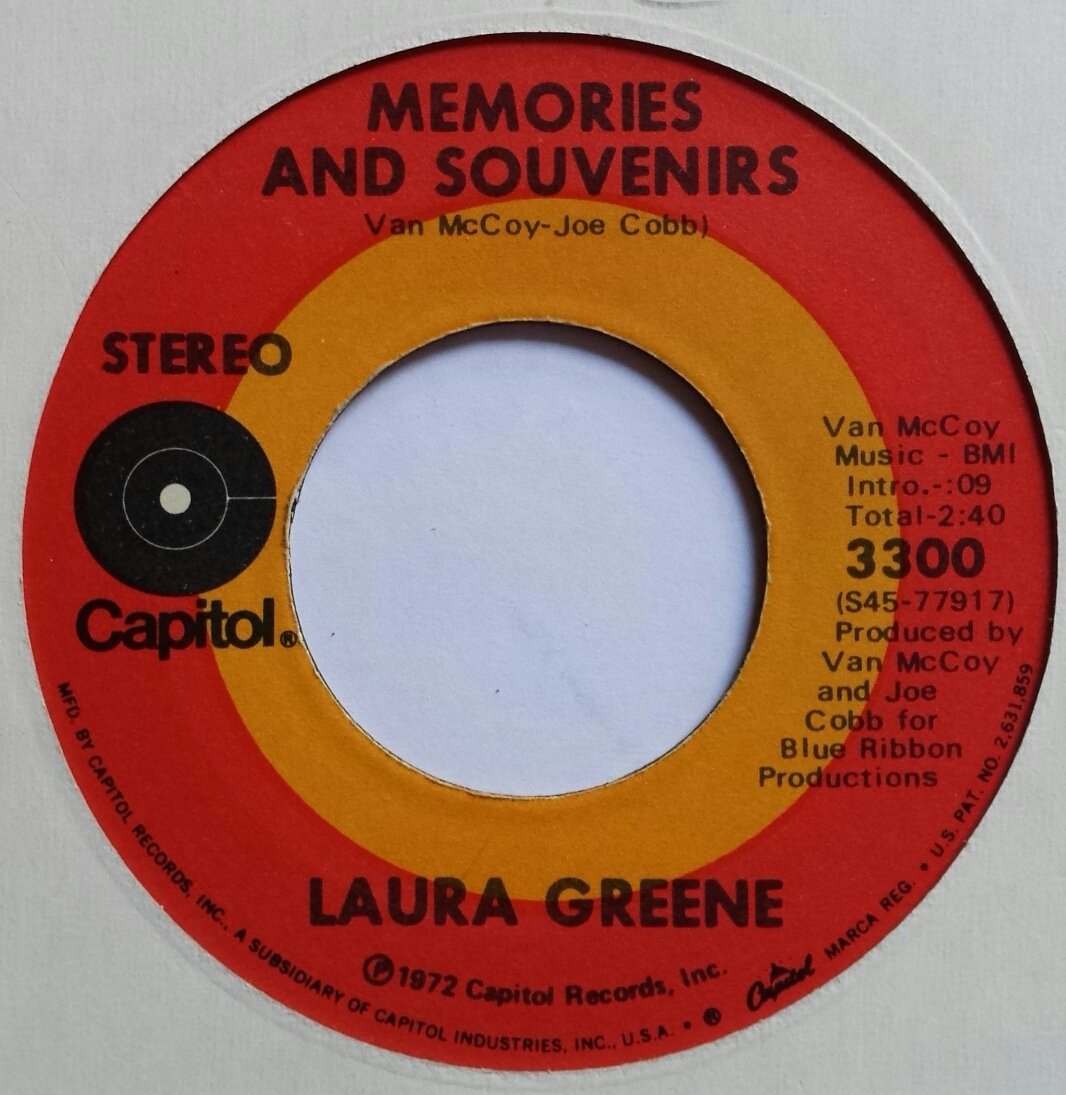 MEMORIES
AND SOUVENIRS
Van McCoy-Joe Cobb)
STEREO
Capitol®
Van McCoy
Music - BMI
Intro.-:09
Total-2:40
3300
(S45-77917)
Produced by
Van McCoy
and Joe
Cobb for
Blue Ribbon
Productions
LAURA GREENE
℗1972 Capitol Records, Inc.
MFD. BY CAPITOL RECORDS, INC., A SUBSIDIARY OF CAPITOL INDUSTRIES, INC., U.S.A. • ® Capitol MARCA REG. • U.S. PAT. NO. 2,631,859